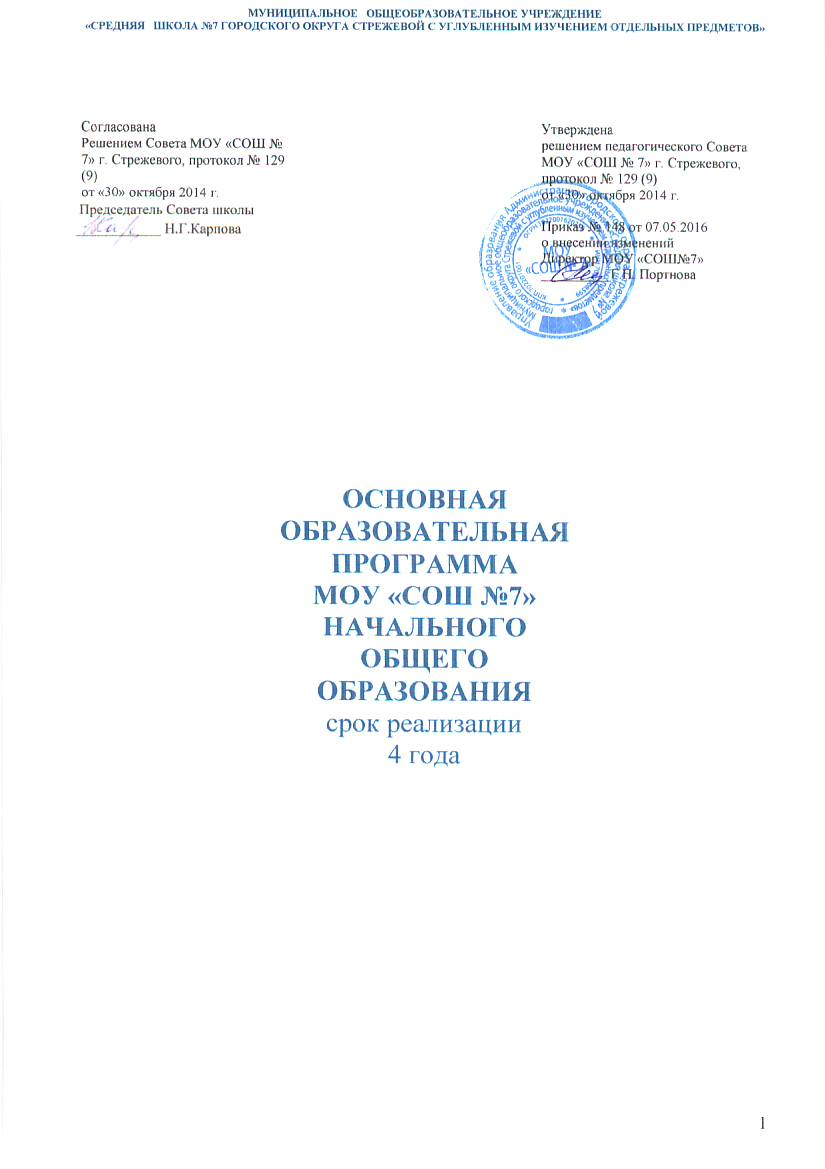 МУНИЦИПАЛЬНОЕ ОБЩЕОБРАЗОВАТЕЛЬНОЕ УЧРЕЖДЕНИЕ
«СРЕДНЯЯ ШКОЛА №7 ГОРОДСКОГО ОКРУГА СТРЕЖЕВОЙ С УГЛУБЛЕННЫМ ИЗУЧЕНИЕМ ОТДЕЛЬНЫХ ПРЕДМЕТОВ»
Согласована
Решением Совета МОУ «СОШ №
7» г. Стрежевого, протокол № 129
(9)
от «30» октября 2014 г.
Председатель Совета школы
Н.Г.Карпова
Утверждена
решением педагогического Совета
МОУ «СОШ № 7» г. Стрежевого,
протокол № 129 (9)
от «30» октября 2014 г.
Приказ № 148 от 07.05.2016
о внесении изменений
Директор МОУ «СОШ№7»
Портнова
МОУ
«СОШ
ОСНОВНАЯ
ОБРАЗОВАТЕЛЬНАЯ
ПРОГРАММА
МОУ «СОШ №7»
НАЧАЛЬНОГО
ОБЩЕГО
ОБРАЗОВАНИЯ
срок реализации
4 года
1